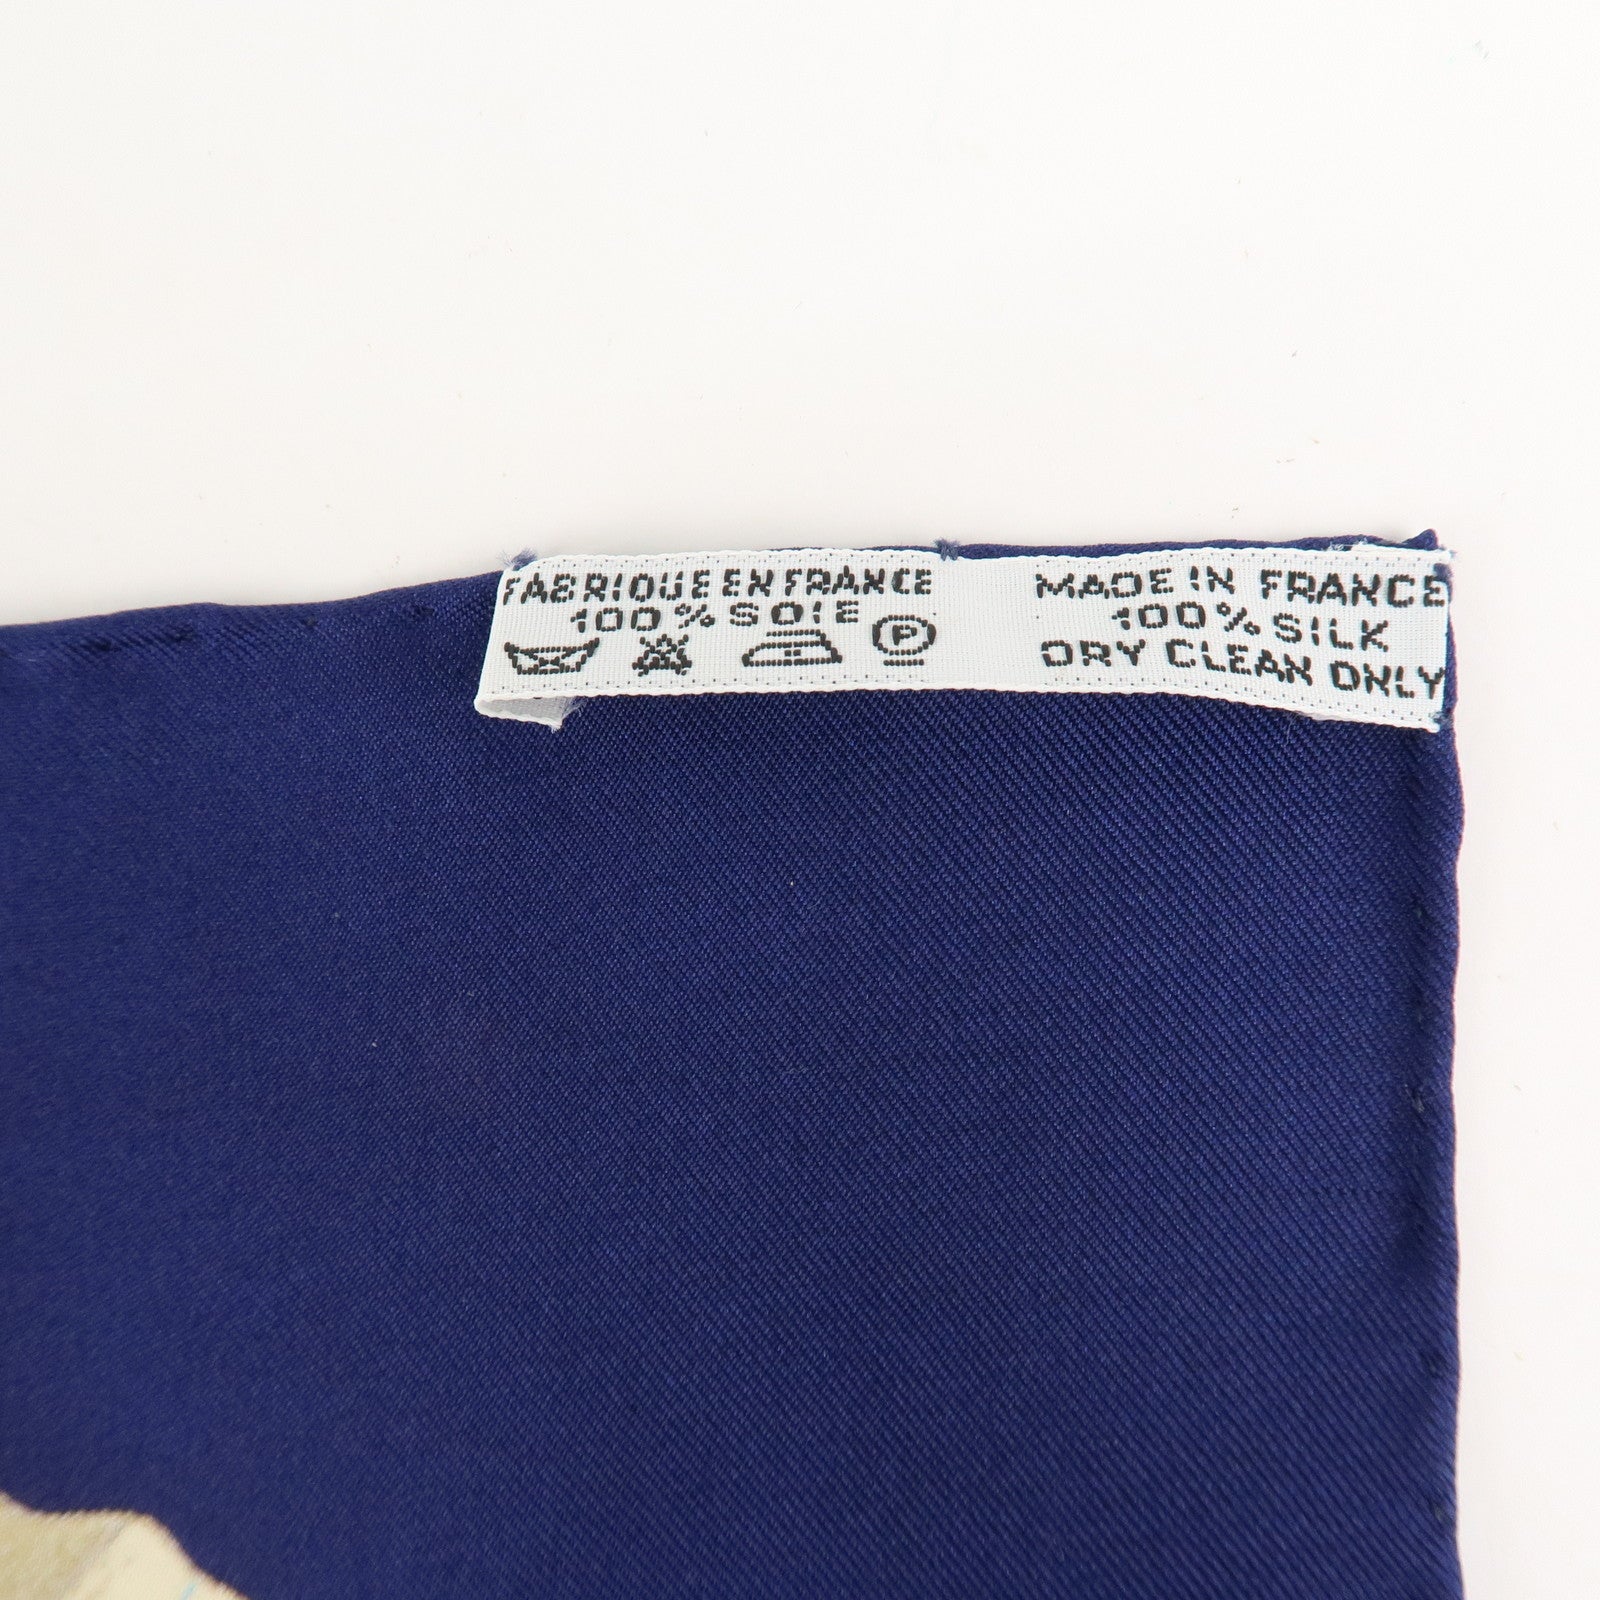 FABRIQUE EN FRANCE
100% SOIE
P
MADE IN FRANCE
100% SILK
DRY CLEAN ONLY